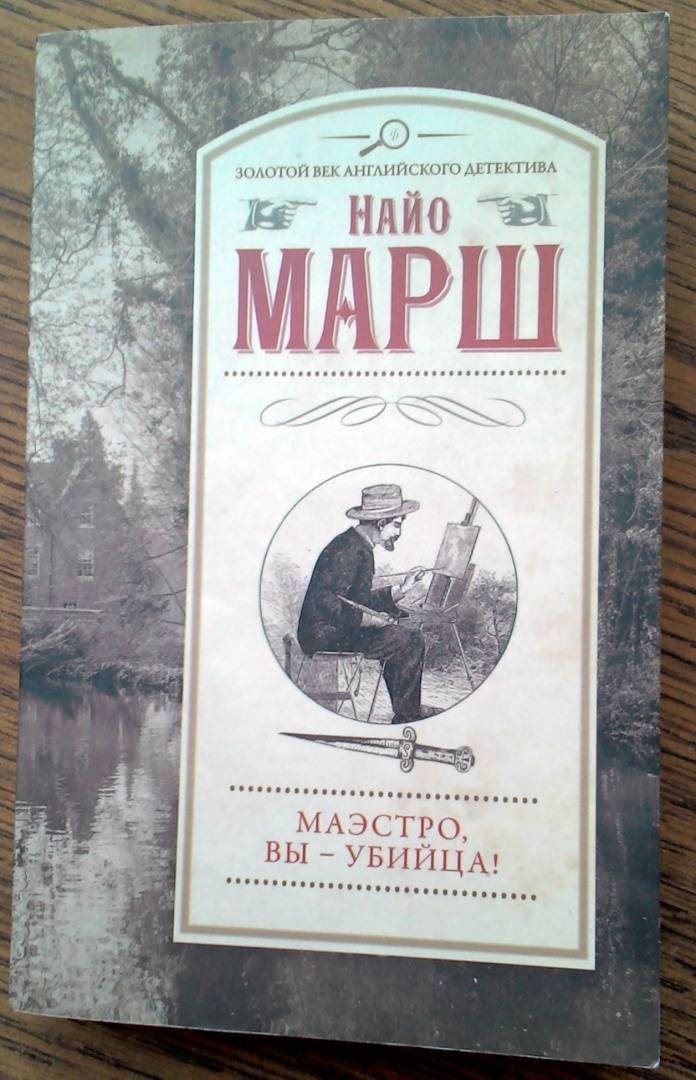 ЗОЛОТОЙ ВЕК АНГЛИЙСКОГО ДЕТЕКТИВА
НАЙО
МАРШ
МАЭСТРО,
ВЫ – УБИЙЦА!